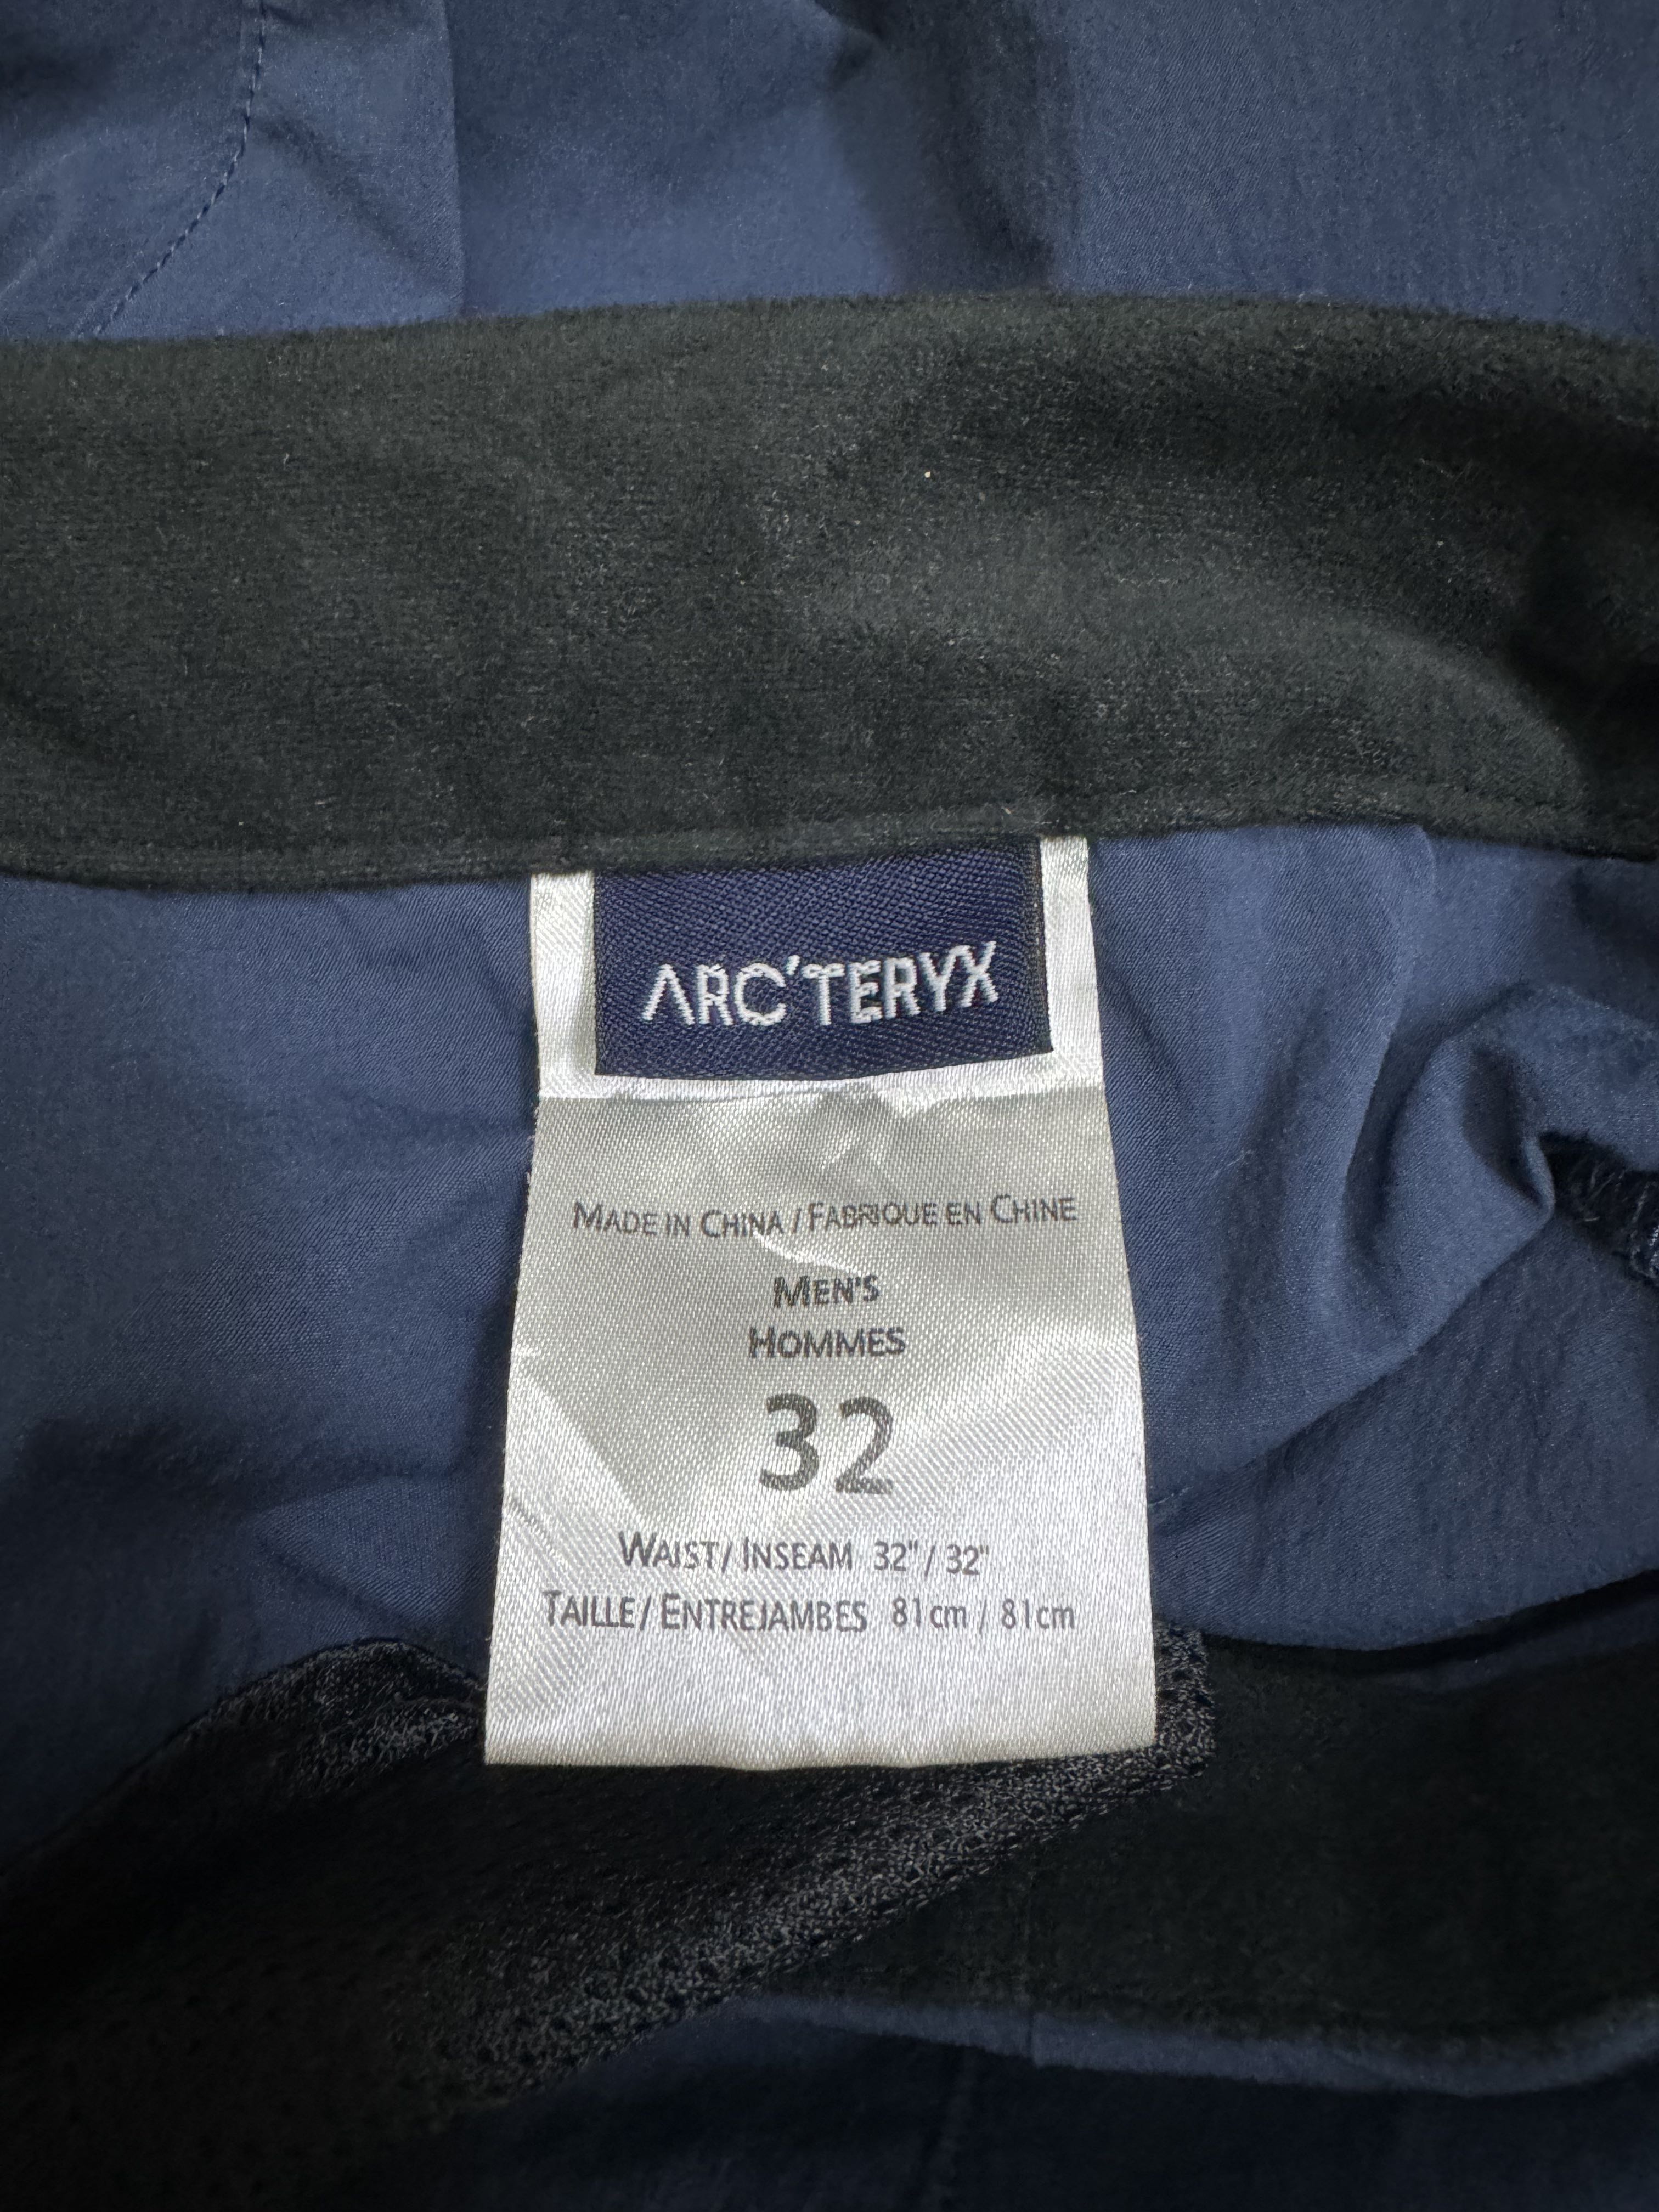 ARC'TERYX
MADE IN CHINA / FABRIQUE EN CHINE
MEN'S
HOMMES
32
WAIST/ INSEAM 32" / 32"
TAILLE/ ENTREJAMBES 81cm / 81cm